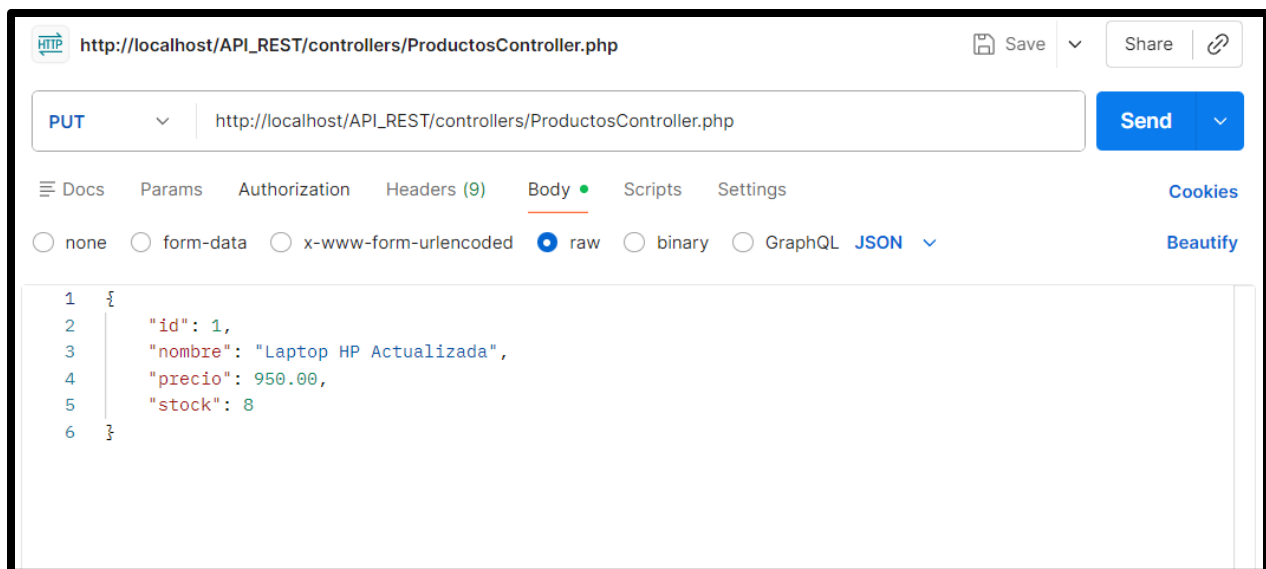 HTTP http://localhost/API_REST/controllers/ProductosController.php Save Share
PUT http://localhost/API_REST/controllers/ProductosController.php Send
Docs Params Authorization Headers (9) Body Scripts Settings Cookies
none form-data x-www-form-urlencoded raw binary GraphQL JSON Beautify
1 {
2 "id": 1,
3 "nombre": "Laptop HP Actualizada",
4 "precio": 950.00,
5 "stock": 8
6 }